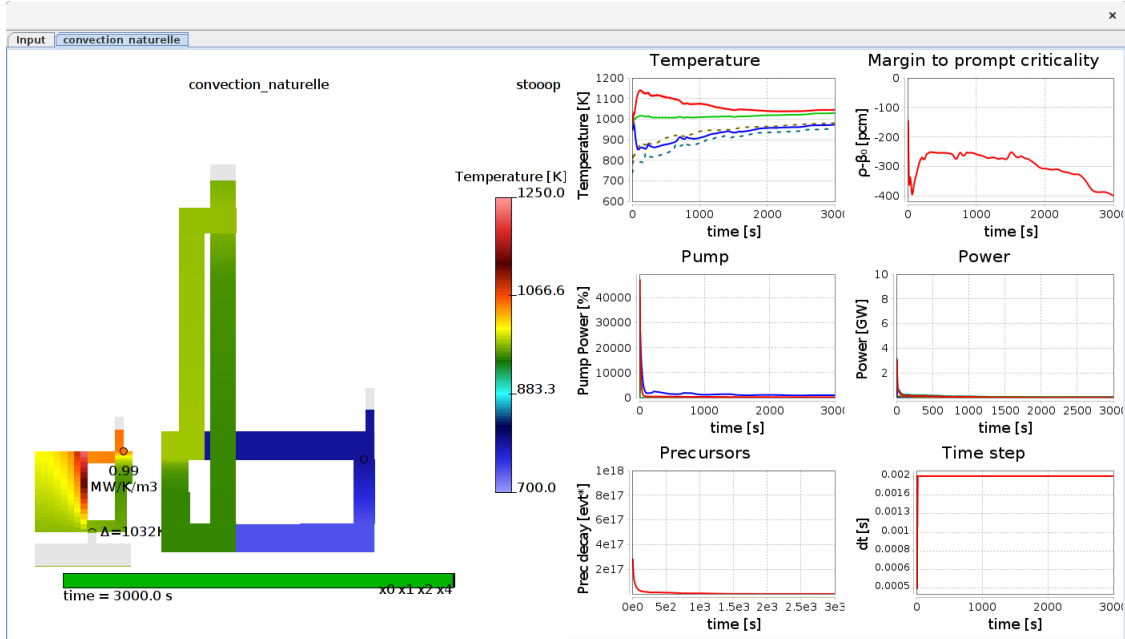 ×
Input
convection naturelle
convection_naturelle
stooop
Temperature [K]
1250.0
1066.6
883.3
700.0
0.99
MW/K/m3
Δ=1032K
time = 3000.0 s
x0 x1 x2 x4
Temperature
Temperature [K]
1200
1100
1000
900
800
700
600
0
1000
2000
3000
time [s]
Margin to prompt criticality
ρ-β₀ [pcm]
0
-100
-200
-300
-400
0
1000
2000
3000
time [s]
Pump
Pump Power [%]
40000
30000
20000
10000
0
0
1000
2000
3000
time [s]
Power
Power [GW]
10
8
6
4
2
0
500
1000
1500
2000
2500
3000
time [s]
Precursors
Prec decay [evt*
1e18
8e17
6e17
4e17
2e17
0e0
5e2
1e3
1.5e3
2e3
2.5e3
3e3
time [s]
Time step
dt [s]
0.002
0.0016
0.0013
0.001
0.0008
0.0006
0.0005
0
1000
2000
3000
time [s]